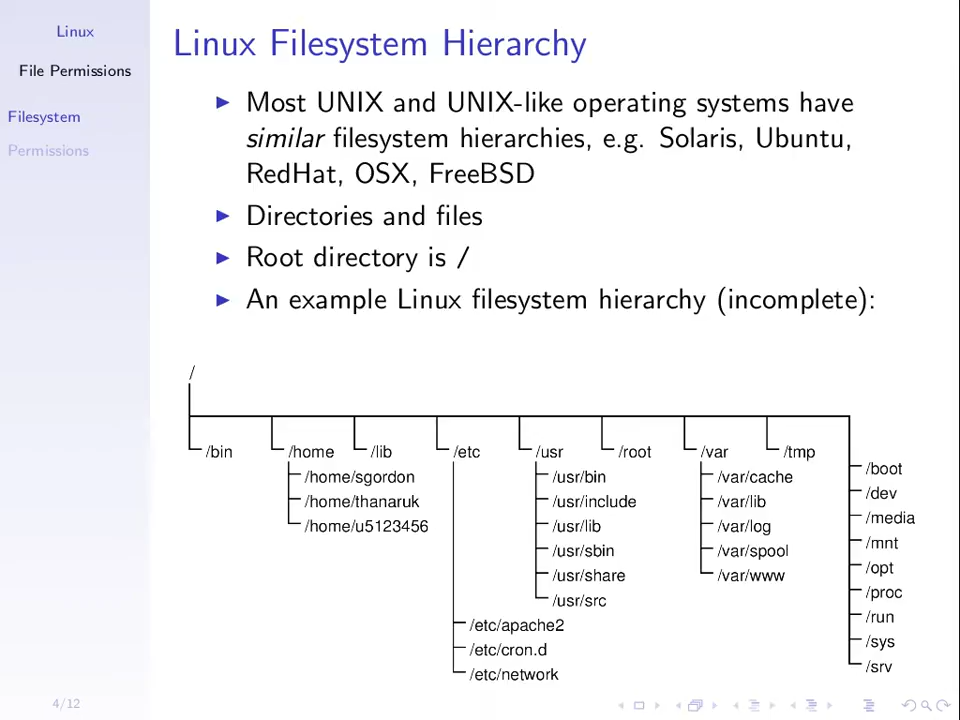 Linux
File Permissions
Filesystem
Permissions
Linux Filesystem Hierarchy
Most UNIX and UNIX-like operating systems have
similar filesystem hierarchies, e.g. Solaris, Ubuntu,
RedHat, OSX, FreeBSD
Directories and files
Root directory is /
An example Linux filesystem hierarchy (incomplete):
/
/bin
/home
/home/sgordon
/home/thanaruk
/home/u5123456
/lib
/etc
/etc/apache2
/etc/cron.d
/etc/network
/usr
/usr/bin
/usr/include
/usr/lib
/usr/sbin
/usr/share
/usr/src
/root
/var
/var/cache
/var/lib
/var/log
/var/spool
/var/www
/tmp
/boot
/dev
/media
/mnt
/opt
/proc
/run
/sys
/srv
4/12